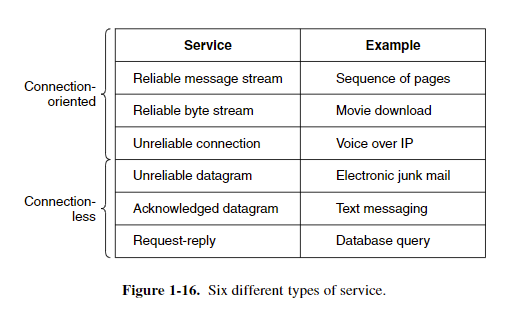 Service Example
Connection-
oriented
Reliable message stream Sequence of pages
Reliable byte stream Movie download
Unreliable connection Voice over IP
Connection-
less
Unreliable datagram Electronic junk mail
Acknowledged datagram Text messaging
Request-reply Database query
Figure 1-16. Six different types of service.